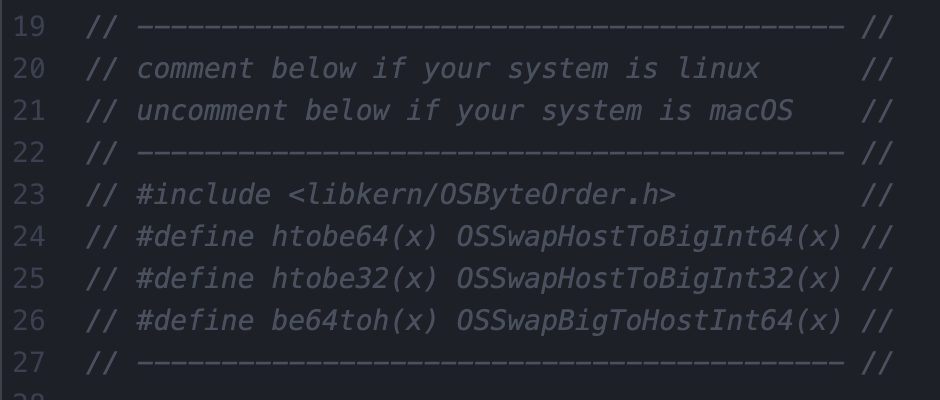 19 // ------------------------------------------ //
20 // comment below if your system is linux //
21 // uncomment below if your system is macOS //
22 // ------------------------------------------ //
23 // #include <libkern/OSByteOrder.h> //
24 // #define htobe64(x) OSSwapHostToBigInt64(x) //
25 // #define htobe32(x) OSSwapHostToBigInt32(x) //
26 // #define be64toh(x) OSSwapBigToHostInt64(x) //
27 // ------------------------------------------ //